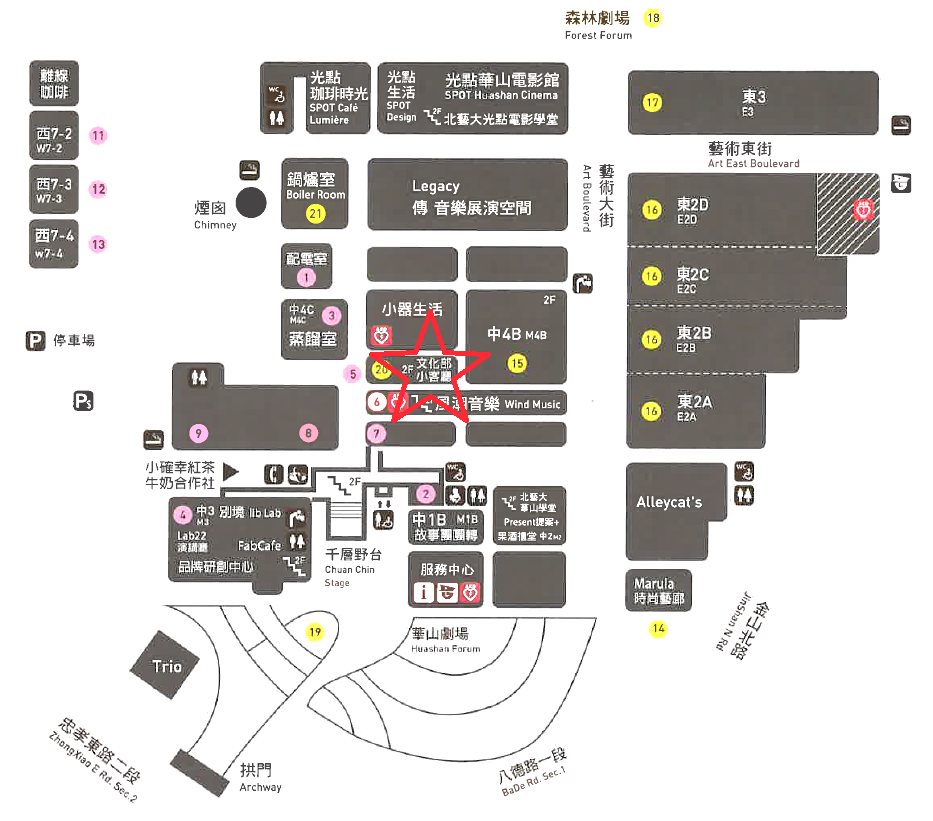 森林劇場 18
Forest Forum
離線
咖啡
西7-2
W7-2
11
西7-3
W7-3
12
西7-4
W7-4
13
P 停車場
WC
光點
珈琲時光
SPOT Café
Lumière
光點
生活
SPOT
Design
光點華山電影館
SPOT Huashan Cinema
2F 北藝大光點電影學堂
17 東3
E3
藝術東街
Art East Boulevard
藝術大街
Art Boulevard
煙囪
Chimney
鍋爐室
Boiler Room
21
Legacy
傳 音樂展演空間
16 東2D
E2D
AED
16 東2C
E2C
16 東2B
E2B
16 東2A
E2A
配電室
1
中4C
M4C
3
蒸餾室
小器生活
AED
2F
中4B M4B
15
5
20 2F 文化部
小客廳
6 風潮音樂 Wind Music
7
9
8
小確幸紅茶
牛奶合作社
2F
WC
2
4 中3 別境 lib Lab
M3
Lab22
演講廳
FabCafe
品牌研創中心
2F
千層野台
Chuan Chin
Stage
中1B M1B
故事團團轉
2F 北藝大
華山學堂
Present提案+
果酒禮堂 中2 M2
服務中心
i
AED
Alleycat's
WC
Marula
時尚藝廊
14
金山北路
JinShan N Rd
19
華山劇場
Huashan Forum
Trio
忠孝東路二段
ZhongXiao E Rd. Sec.2
拱門
Archway
八德路一段
BaDe Rd. Sec.1